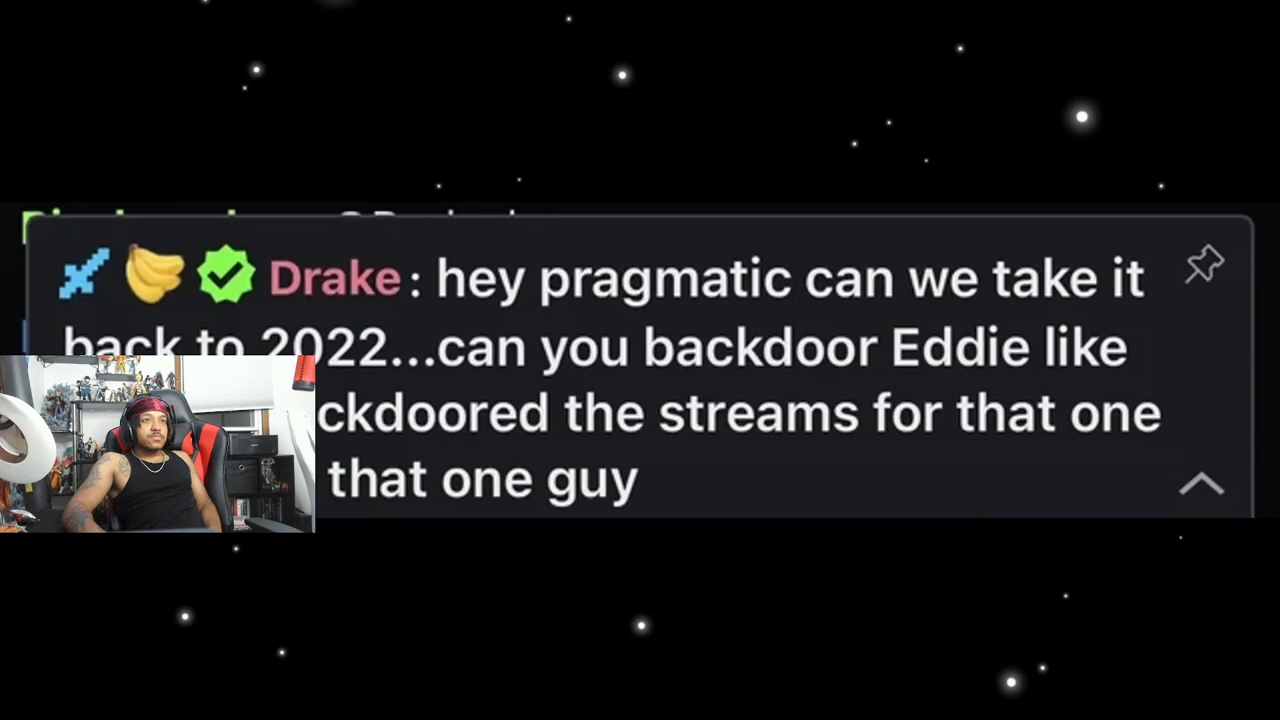 Drake: hey pragmatic can we take it
back to 2022...can you backdoor Eddie like
ckdoored the streams for that one
that one guy